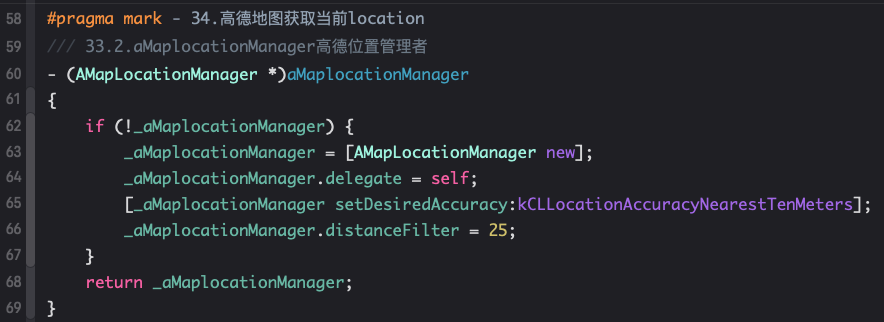 58 #pragma mark - 34.高德地图获取当前location
59 /// 33.2.aMaplocationManager高德位置管理者
60 - (AMapLocationManager *)aMaplocationManager
61 {
62     if (!_aMaplocationManager) {
63         _aMaplocationManager = [AMapLocationManager new];
64         _aMaplocationManager.delegate = self;
65         [_aMaplocationManager setDesiredAccuracy:kCLLocationAccuracyNearestTenMeters];
66         _aMaplocationManager.distanceFilter = 25;
67     }
68     return _aMaplocationManager;
69 }